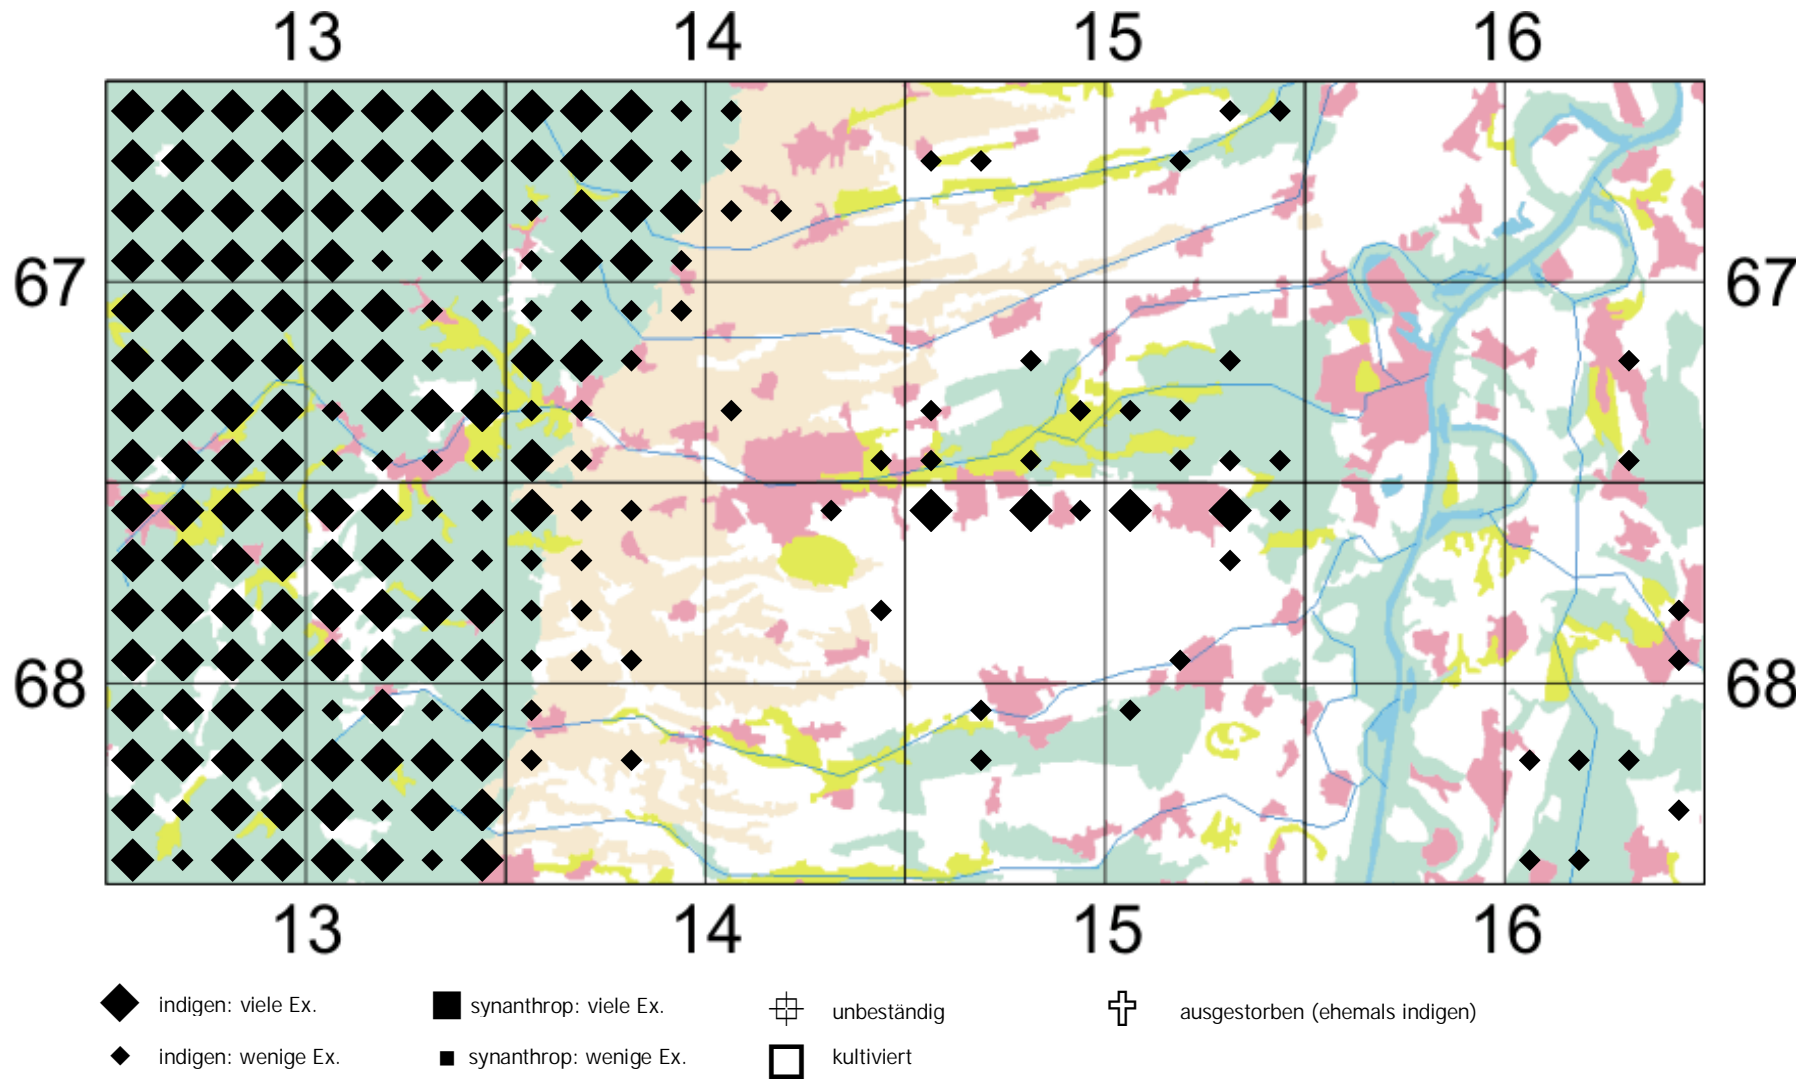 13 14 15 16
67 67
68 68
13 14 15 16
indigen: viele Ex. synanthrop: viele Ex. unbeständig ausgestorben (ehemals indigen)
indigen: wenige Ex. synanthrop: wenige Ex. kultiviert